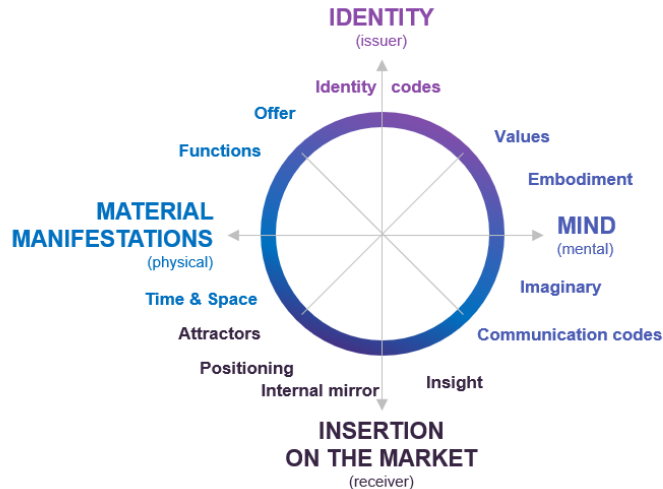 IDENTITY
(issuer)
Identity codes
Offer
Values
Functions
Embodiment
MATERIAL
MANIFESTATIONS
(physical)
MIND
(mental)
Imaginary
Time & Space
Communication codes
Attractors
Positioning
Internal mirror
Insight
INSERTION
ON THE MARKET
(receiver)